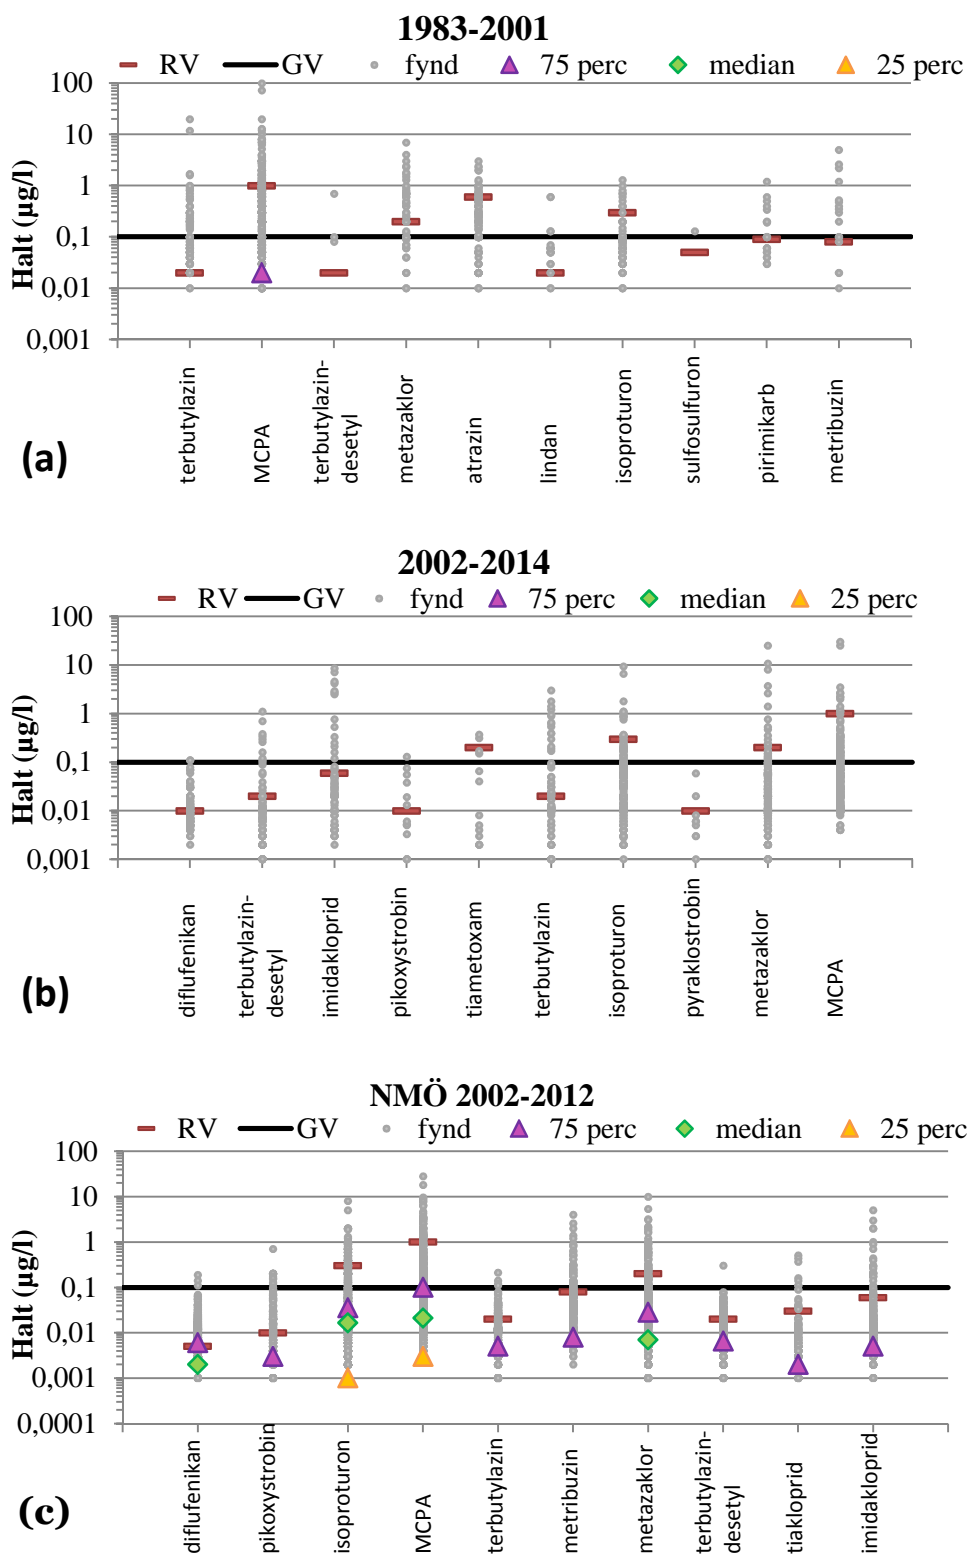 1983-2001
RV GV fynd 75 perc median 25 perc
Halt (µg/l)
100
10
1
0,1
0,01
0,001
terbutylazin
MCPA
terbutylazin-
desetyl
metazaklor
atrazin
lindan
isoproturon
sulfosulfuron
pirimikarb
metribuzin
(a)
2002-2014
RV GV fynd 75 perc median 25 perc
Halt (µg/l)
100
10
1
0,1
0,01
0,001
diflufenikan
terbutylazin-
desetyl
imidakloprid
pikoxystrobin
tiametoxam
terbutylazin
isoproturon
pyraklostrobin
metazaklor
MCPA
(b)
NMÖ 2002-2012
RV GV fynd 75 perc median 25 perc
Halt (µg/l)
100
10
1
0,1
0,01
0,001
0,0001
diflufenikan
pikoxystrobin
isoproturon
MCPA
terbutylazin
metribuzin
metazaklor
terbutylazin-
desetyl
tiakloprid
imidakloprid
(c)